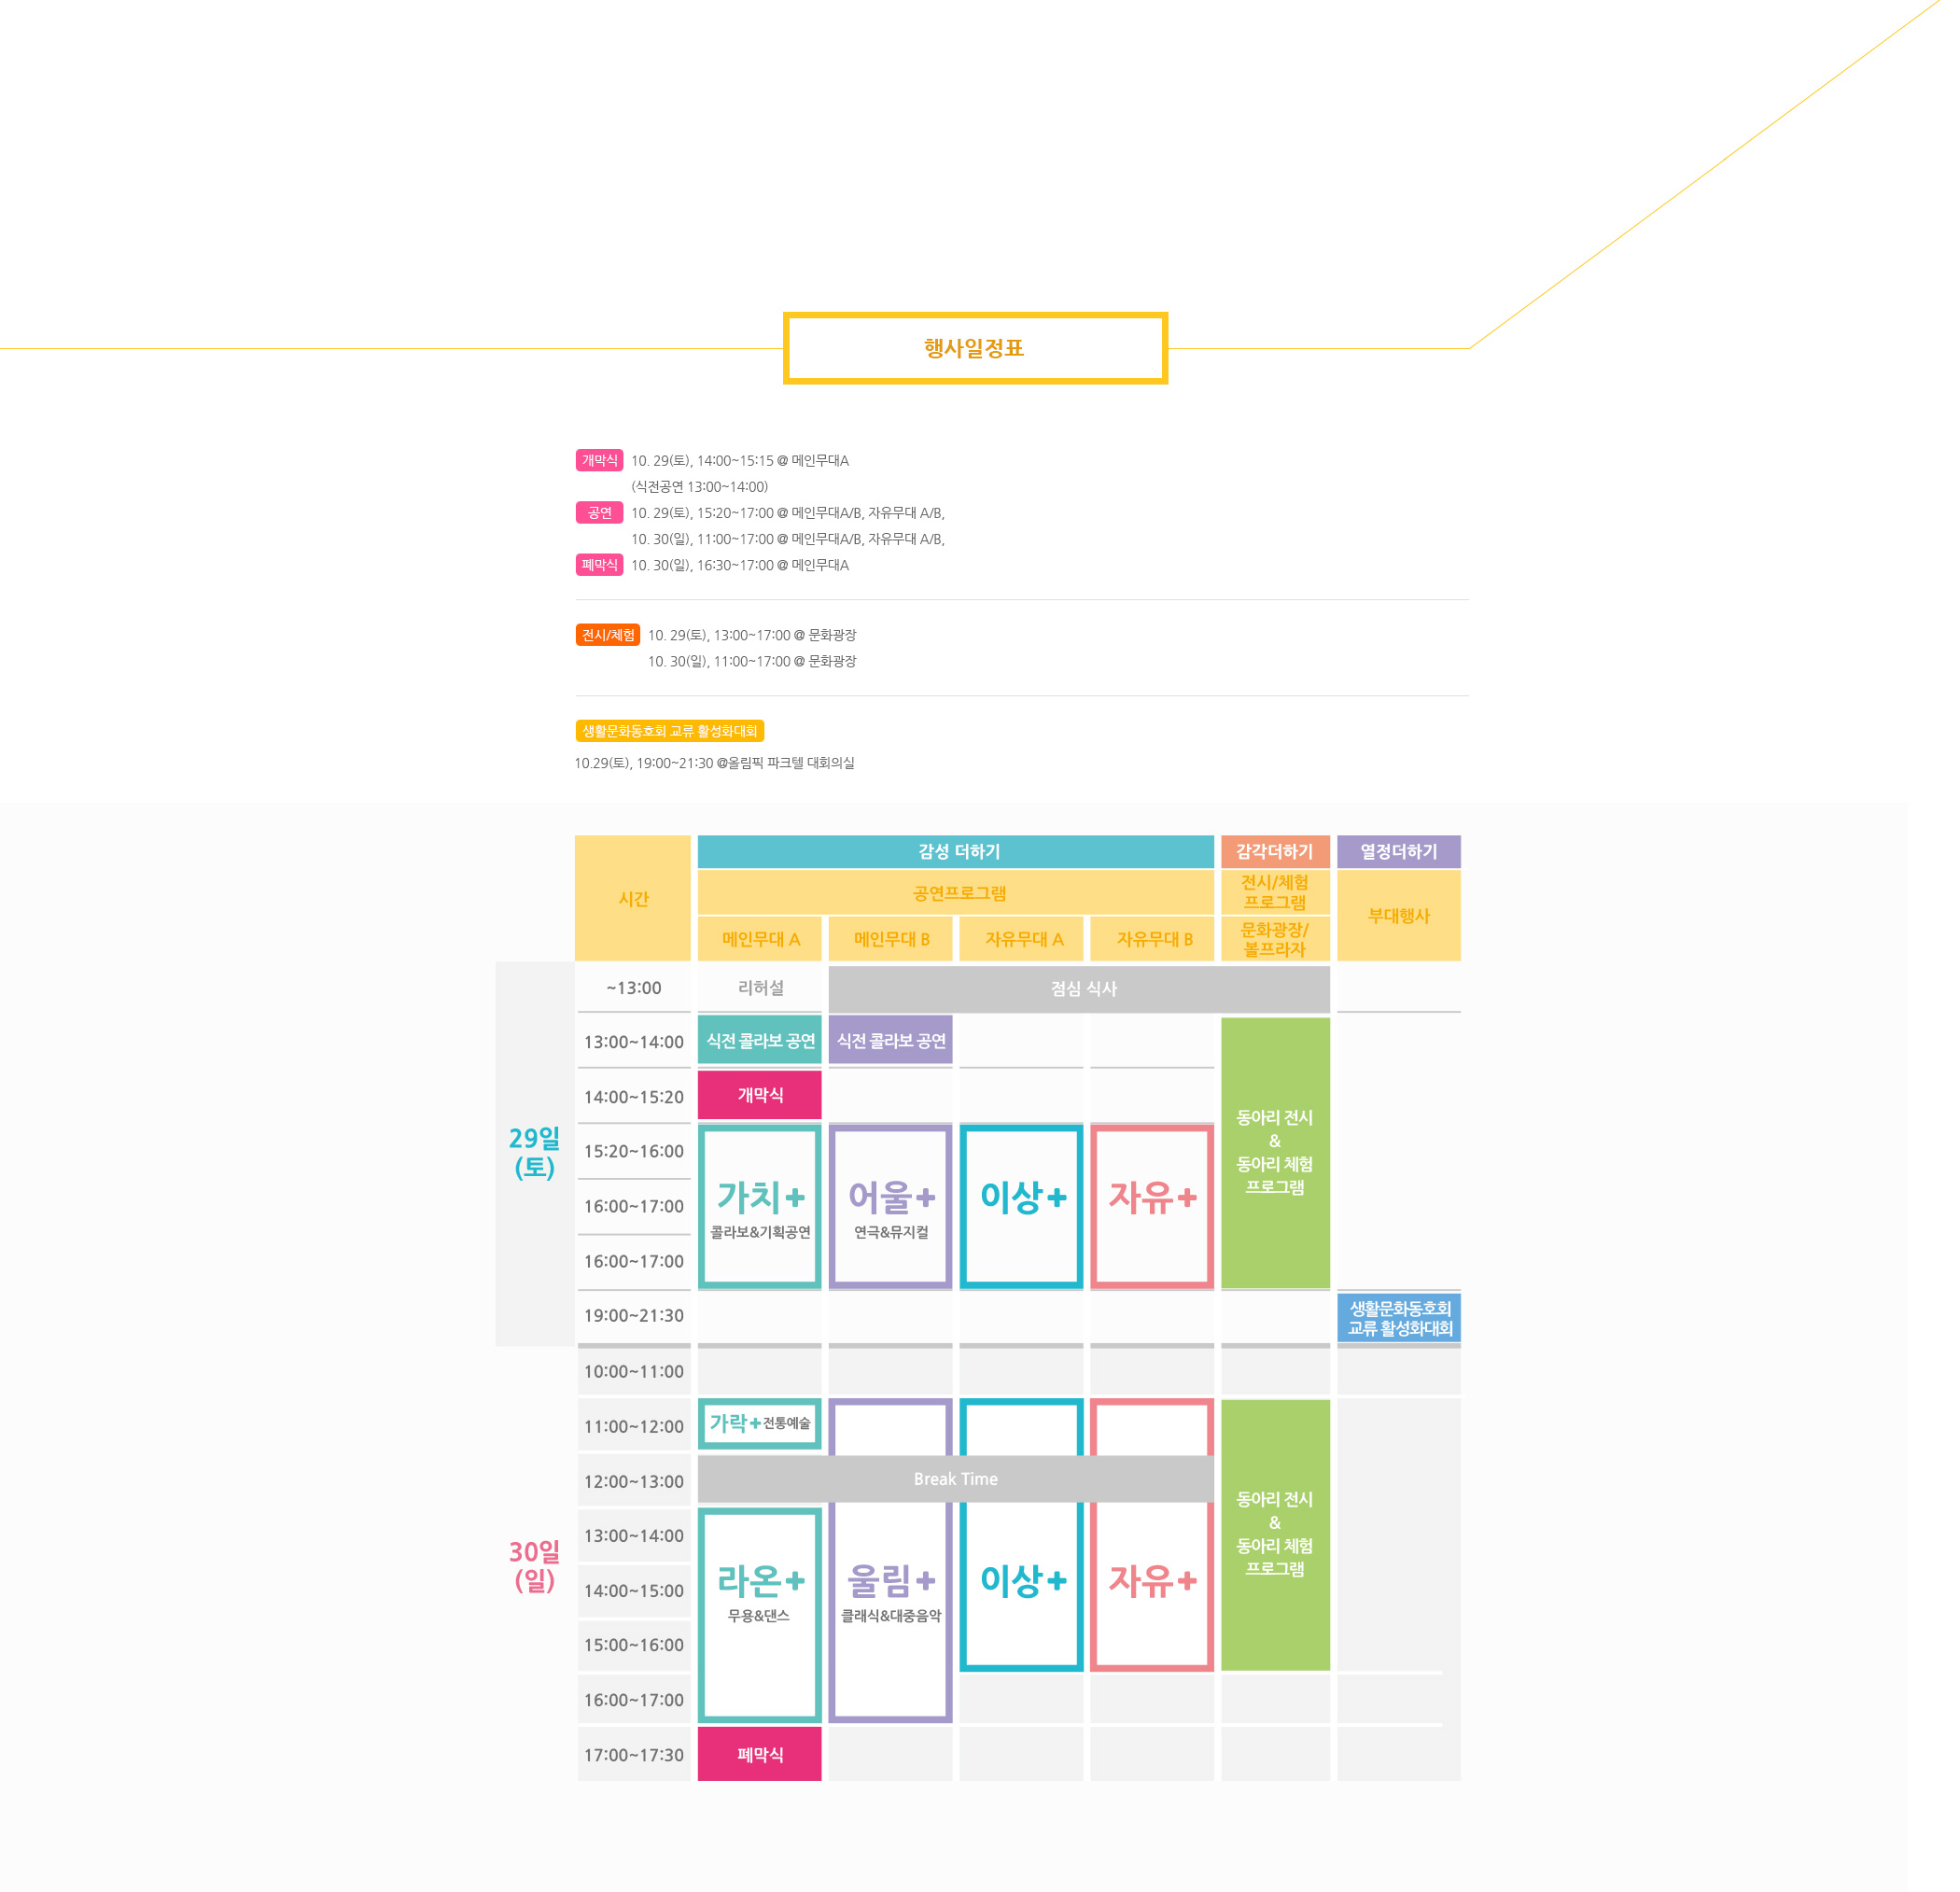 행사일정표
개막식 10. 29(토), 14:00~15:15 @ 메인무대A
(식전공연 13:00~14:00)
공연 10. 29(토), 15:20~17:00 @ 메인무대A/B, 자유무대 A/B,
10. 30(일), 11:00~17:00 @ 메인무대A/B, 자유무대 A/B,
폐막식 10. 30(일), 16:30~17:00 @ 메인무대A
전시/체험 10. 29(토), 13:00~17:00 @ 문화광장
10. 30(일), 11:00~17:00 @ 문화광장
생활문화동호회 교류 활성화대회
10.29(토), 19:00~21:30 @올림픽 파크텔 대회의실
시간
감성 더하기
감각더하기
열정더하기
공연프로그램
전시/체험
프로그램
부대행사
메인무대 A
메인무대 B
자유무대 A
자유무대 B
문화광장/
볼프라자
29일
(토)
~13:00
리허설
점심 식사
13:00~14:00
식전 콜라보 공연
식전 콜라보 공연
14:00~15:20
개막식
15:20~16:00
16:00~17:00
16:00~17:00
가치+
콜라보&기획공연
어울+
연극&뮤지컬
이상+
자유+
동아리 전시
&
동아리 체험
프로그램
19:00~21:30
생활문화동호회
교류 활성화대회
30일
(일)
10:00~11:00
11:00~12:00
가락+전통예술
12:00~13:00
Break Time
13:00~14:00
14:00~15:00
15:00~16:00
16:00~17:00
라온+
무용&댄스
울림+
클래식&대중음악
이상+
자유+
동아리 전시
&
동아리 체험
프로그램
17:00~17:30
폐막식